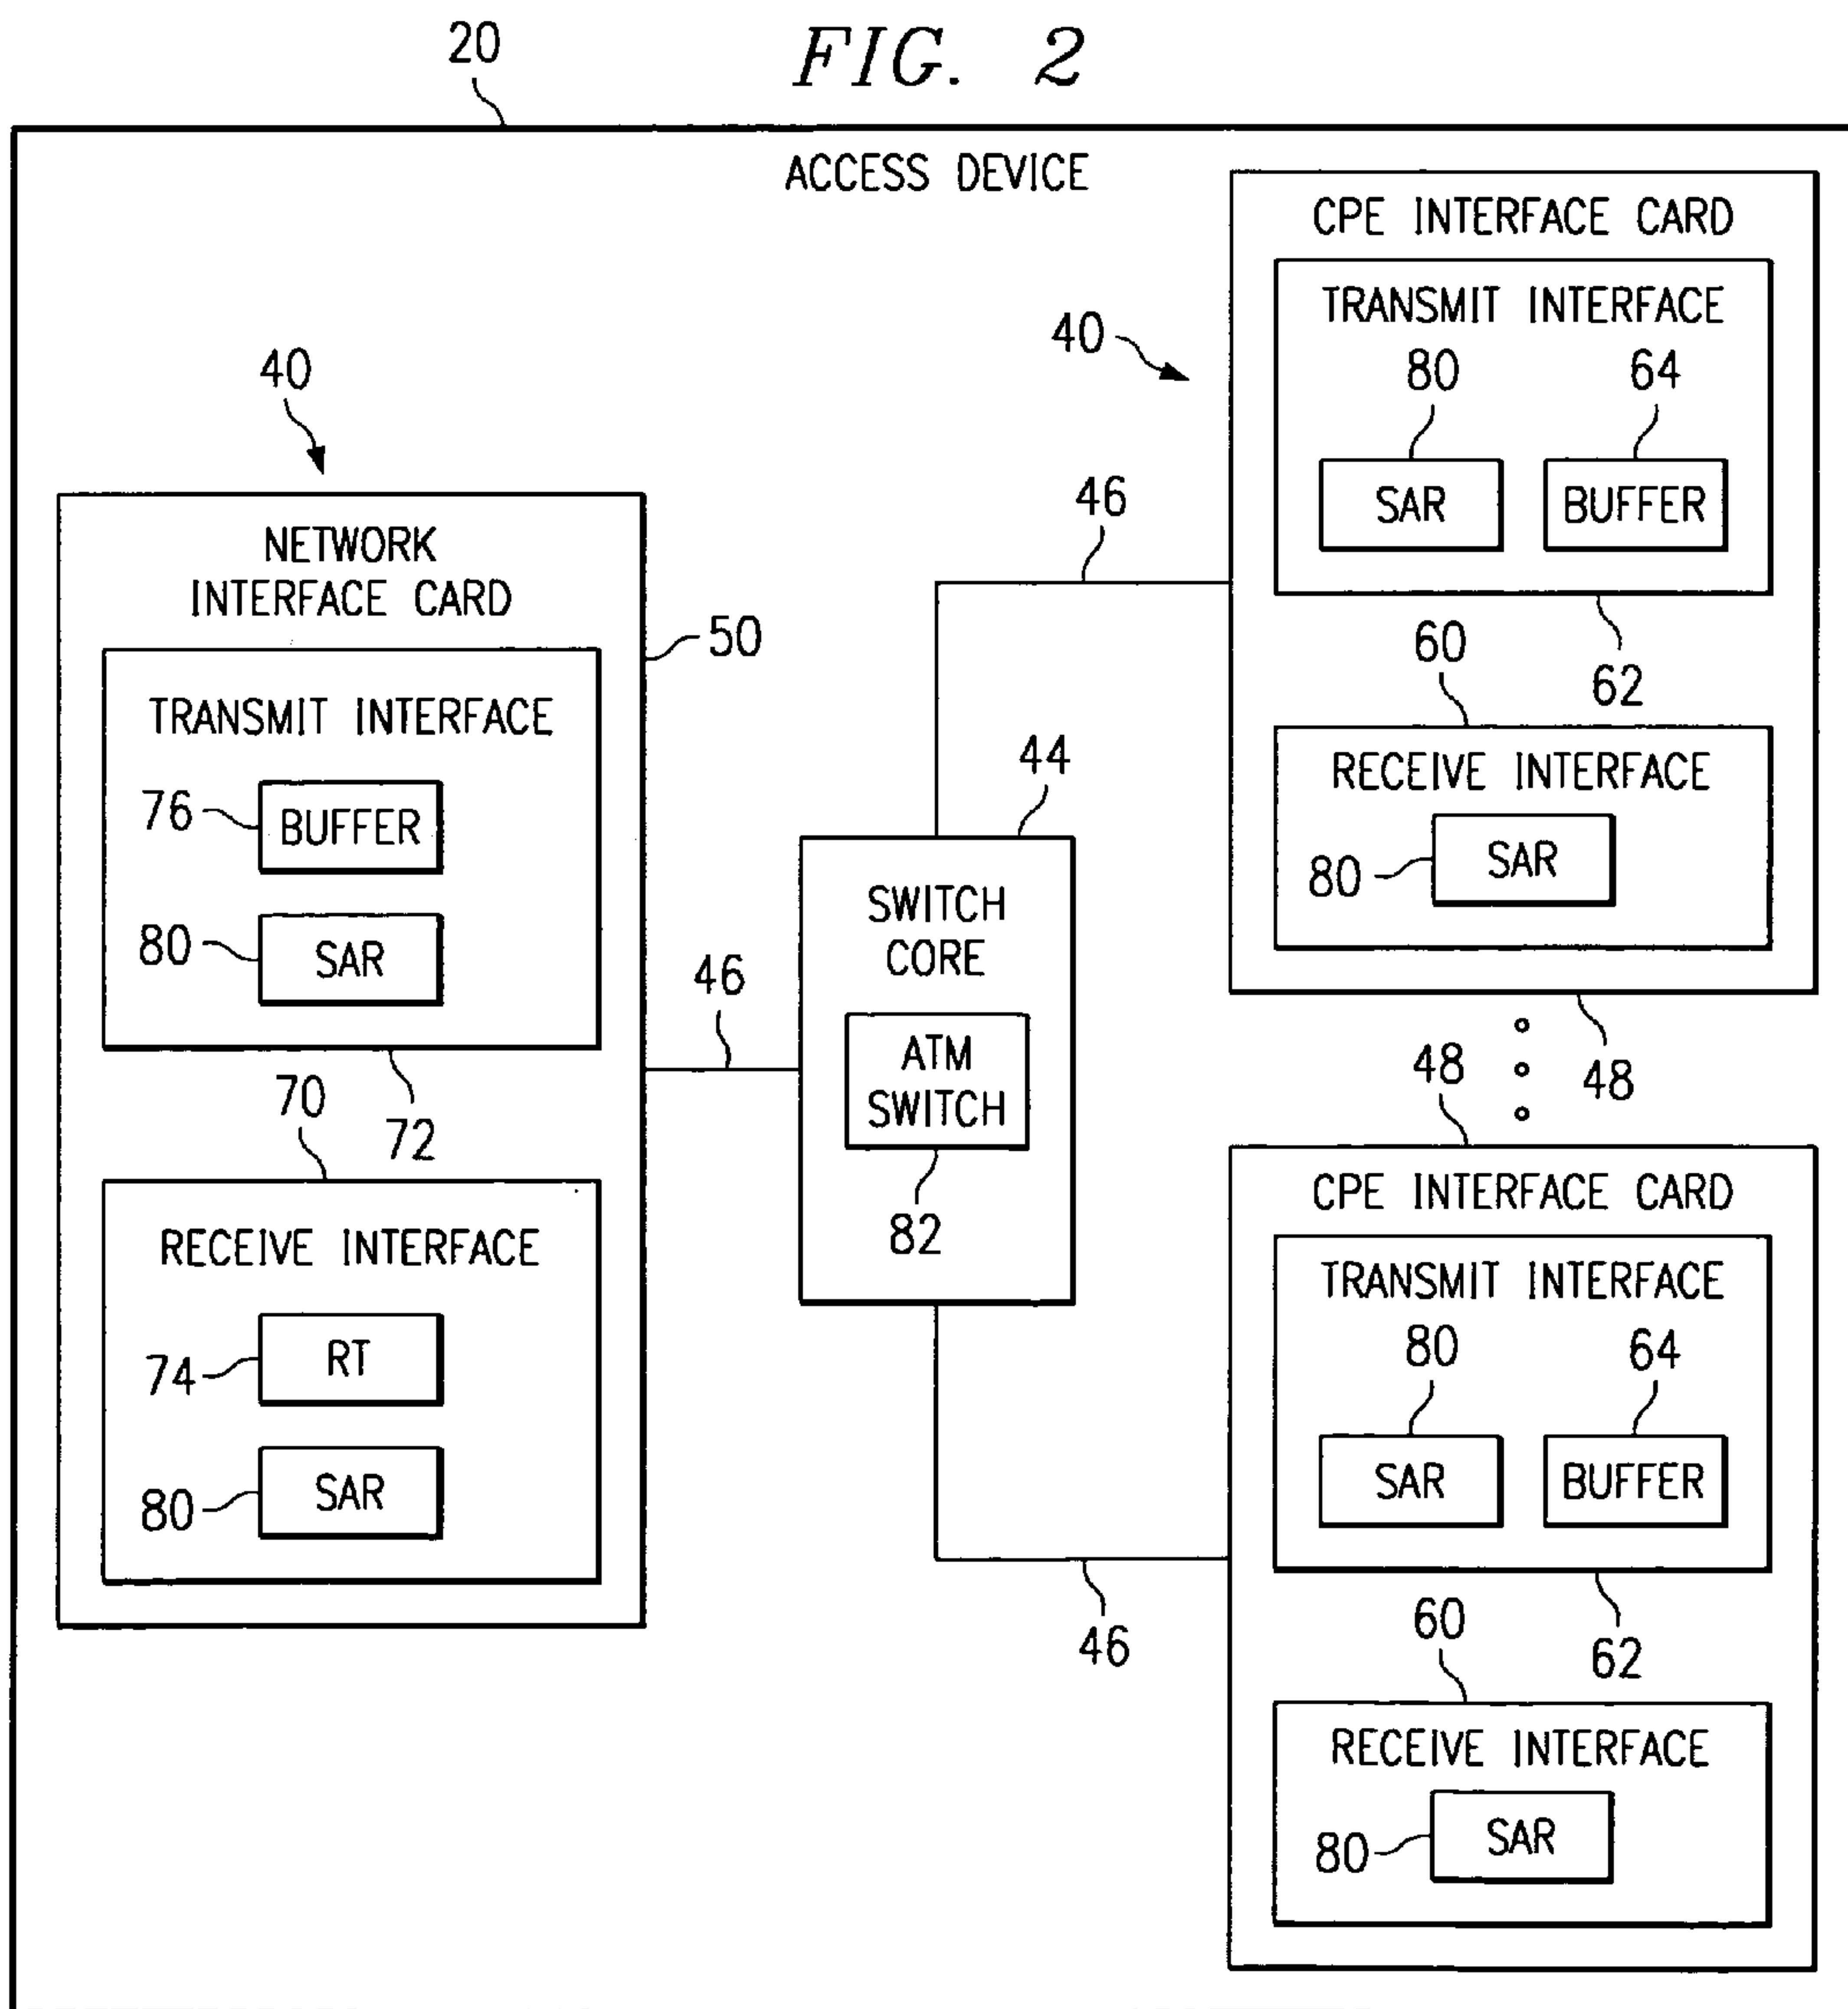 FIG. 2
20
ACCESS DEVICE
40
NETWORK
INTERFACE CARD
50
TRANSMIT INTERFACE
76
BUFFER
80
SAR
72
70
RECEIVE INTERFACE
74
RT
80
SAR
46
44
SWITCH
CORE
ATM
SWITCH
82
46
46
40
CPE INTERFACE CARD
TRANSMIT INTERFACE
80 64
SAR BUFFER
62
60
RECEIVE INTERFACE
80
SAR
48
48
CPE INTERFACE CARD
TRANSMIT INTERFACE
80 64
SAR BUFFER
62
60
RECEIVE INTERFACE
80
SAR